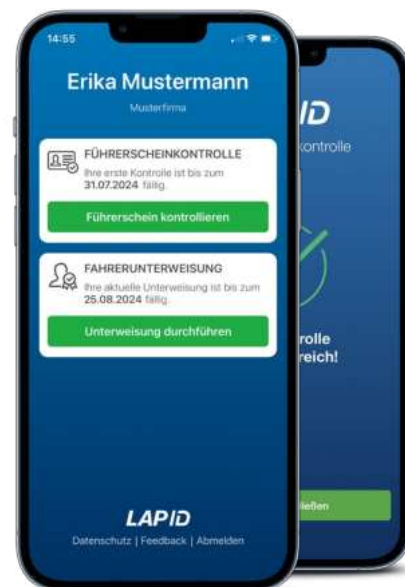 14:55
Erika Mustermann
Musterfirma
FÜHRERSCHEINKONTROLLE
Ihre erste Kontrolle ist bis zum
31.07.2024 fällig.
Führerschein kontrollieren
FAHRERUNTERWEISUNG
Ihre aktuelle Unterweisung ist bis zum
25.08.2024 fällig.
Unterweisung durchführen
LAPID
Datenschutz | Feedback | Abmelden
ID
kontrolle
rolle
reich!
ließen